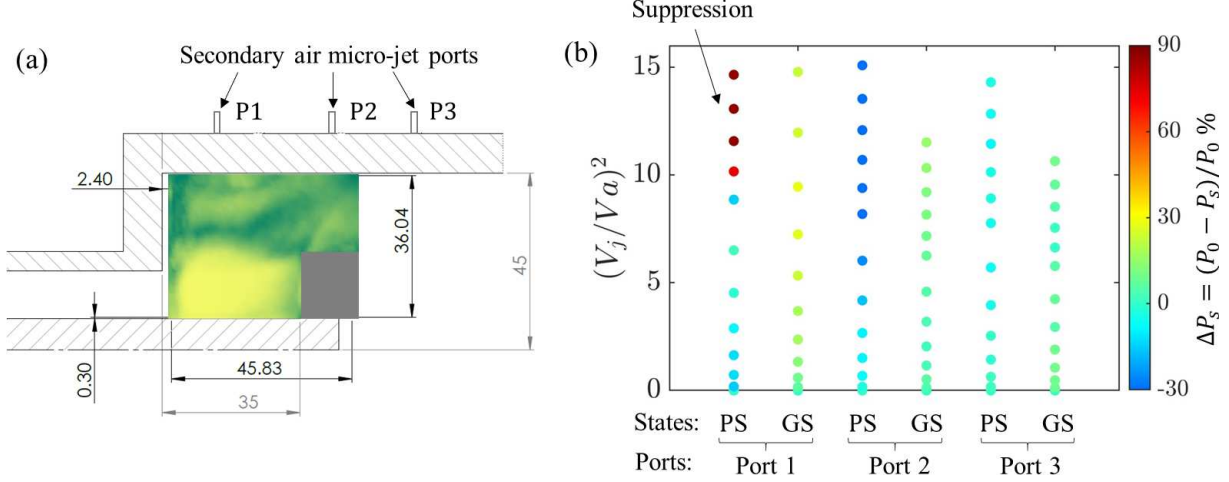 (a)
Secondary air micro-jet ports
P1 P2 P3
2.40
36.04
45
0.30
45.83
35
(b)
Suppression
(V_j/Va)^2
15
10
5
0
90
60
30
0
-30
ΔP_s = (P_0 − P_s)/P_0 %
States: PS GS PS GS PS GS
Ports: Port 1 Port 2 Port 3